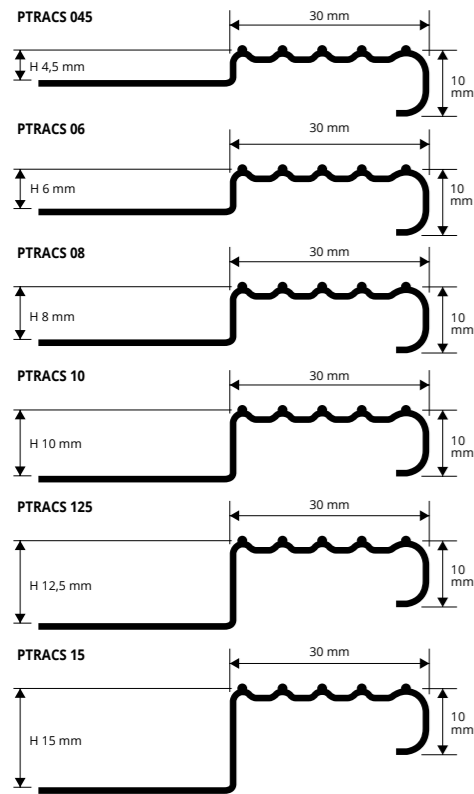 PTRACS 045
30 mm
H 4,5 mm
10
mm
PTRACS 06
30 mm
H 6 mm
10
mm
PTRACS 08
30 mm
H 8 mm
10
mm
PTRACS 10
30 mm
H 10 mm
10
mm
PTRACS 125
30 mm
H 12,5 mm
10
mm
PTRACS 15
30 mm
H 15 mm
10
mm